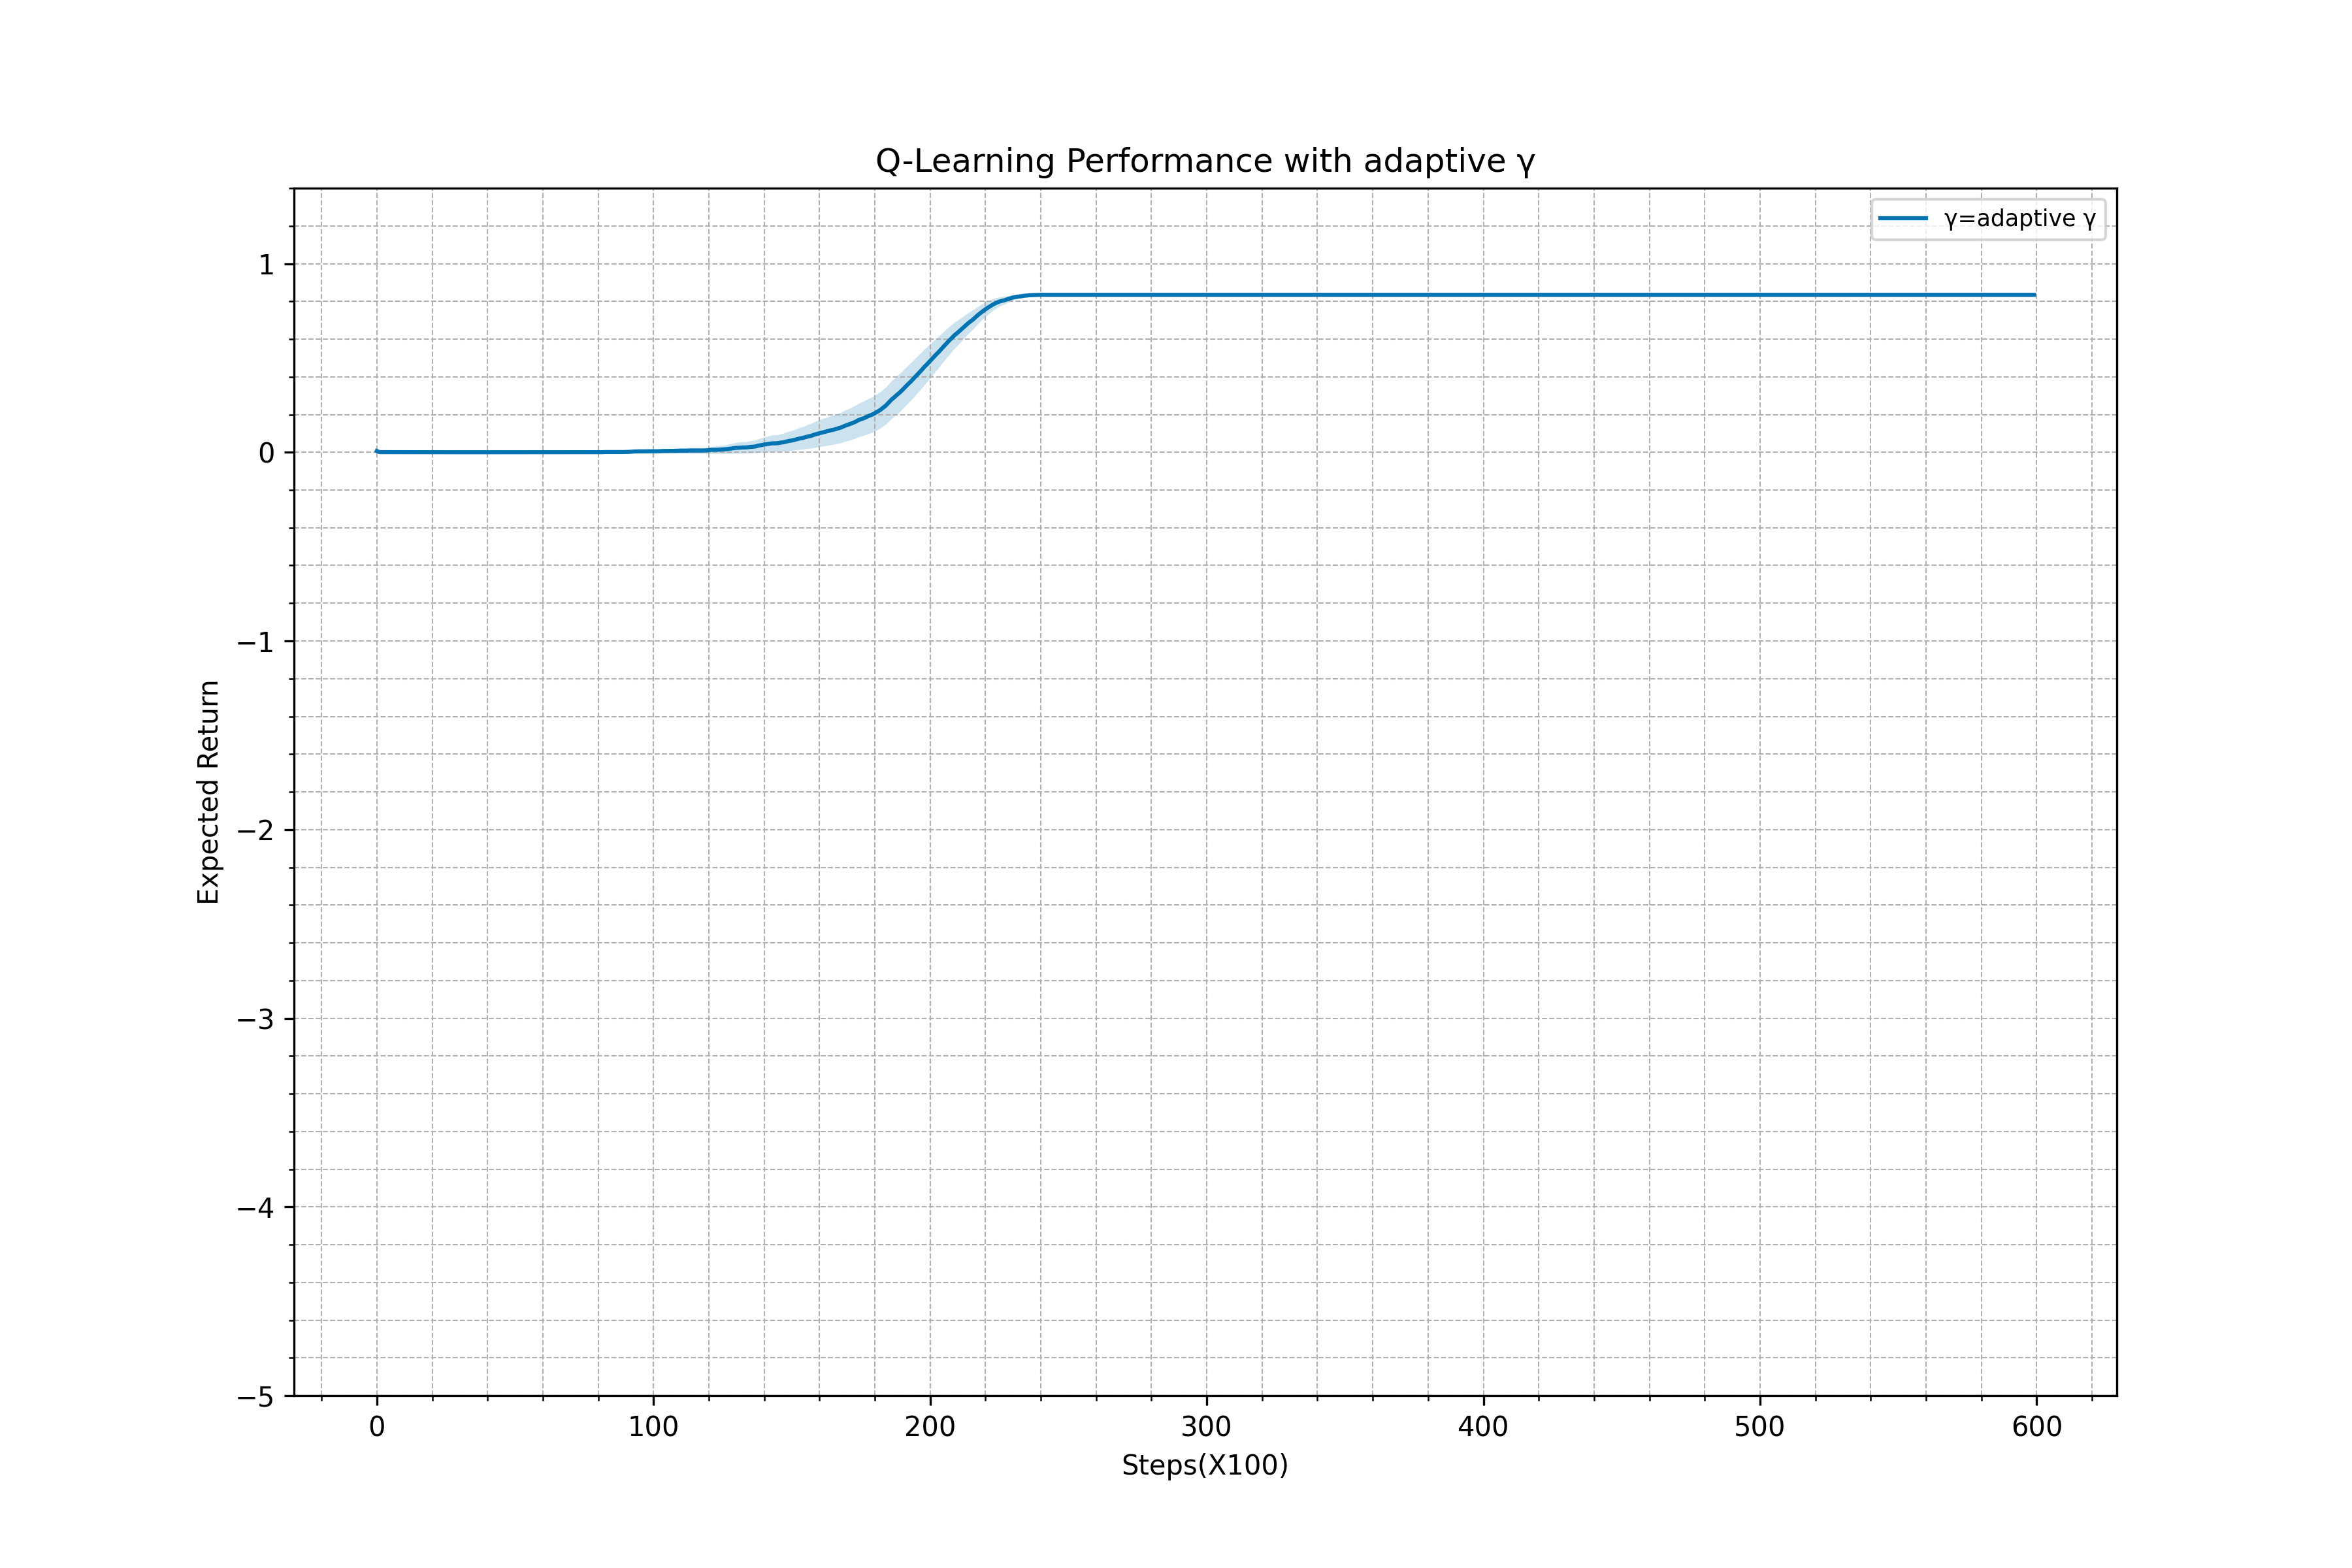 Q-Learning Performance with adaptive γ
γ=adaptive γ
1
0
−1
−2
−3
−4
−5
Expected Return
0 100 200 300 400 500 600
Steps(X100)